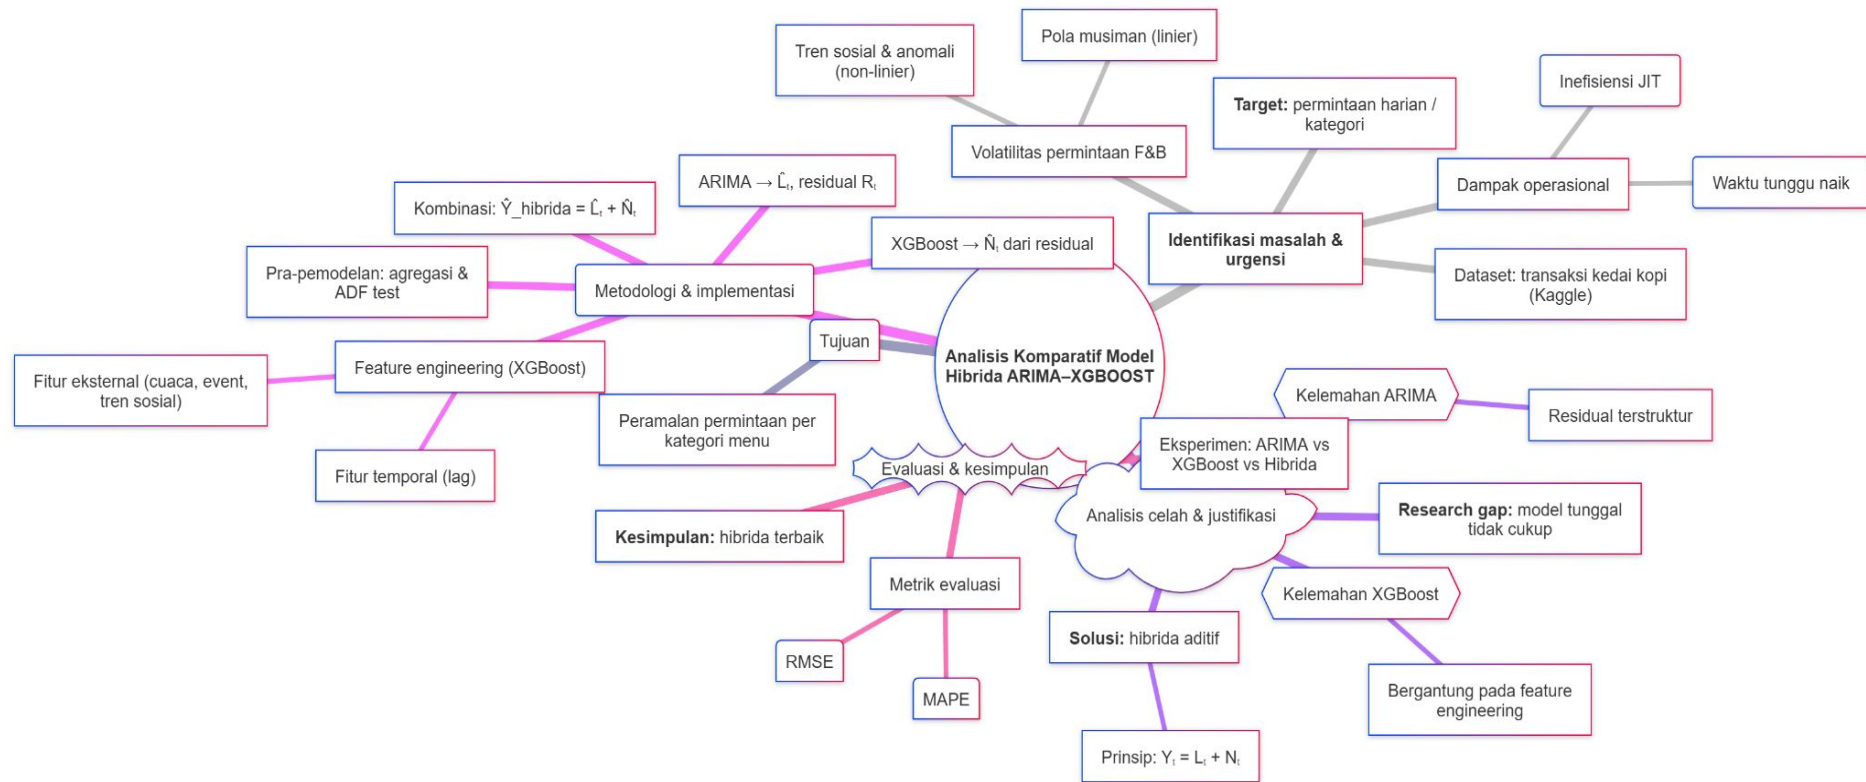 Tren sosial & anomali
(non-linier)
Pola musiman (linier)
Volatilitas permintaan F&B
Target: permintaan harian /
kategori
Inefisiensi JIT
Dampak operasional
Waktu tunggu naik
Identifikasi masalah &
urgensi
Dataset: transaksi kedai kopi
(Kaggle)
ARIMA → L̂ₜ, residual Rₜ
Kombinasi: Ŷ_hibrida = L̂ₜ + N̂ₜ
XGBoost → N̂ₜ dari residual
Pra-pemodelan: agregasi &
ADF test
Metodologi & implementasi
Tujuan
Feature engineering (XGBoost)
Fitur eksternal (cuaca, event,
tren sosial)
Fitur temporal (lag)
Peramalan permintaan per
kategori menu
Analisis Komparatif Model
Hibrida ARIMA–XGBOOST
Kelemahan ARIMA
Residual terstruktur
Eksperimen: ARIMA vs
XGBoost vs Hibrida
Evaluasi & kesimpulan
Analisis celah & justifikasi
Research gap: model tunggal
tidak cukup
Kesimpulan: hibrida terbaik
Metrik evaluasi
RMSE
MAPE
Kelemahan XGBoost
Solusi: hibrida aditif
Bergantung pada feature
engineering
Prinsip: Yₜ = Lₜ + Nₜ